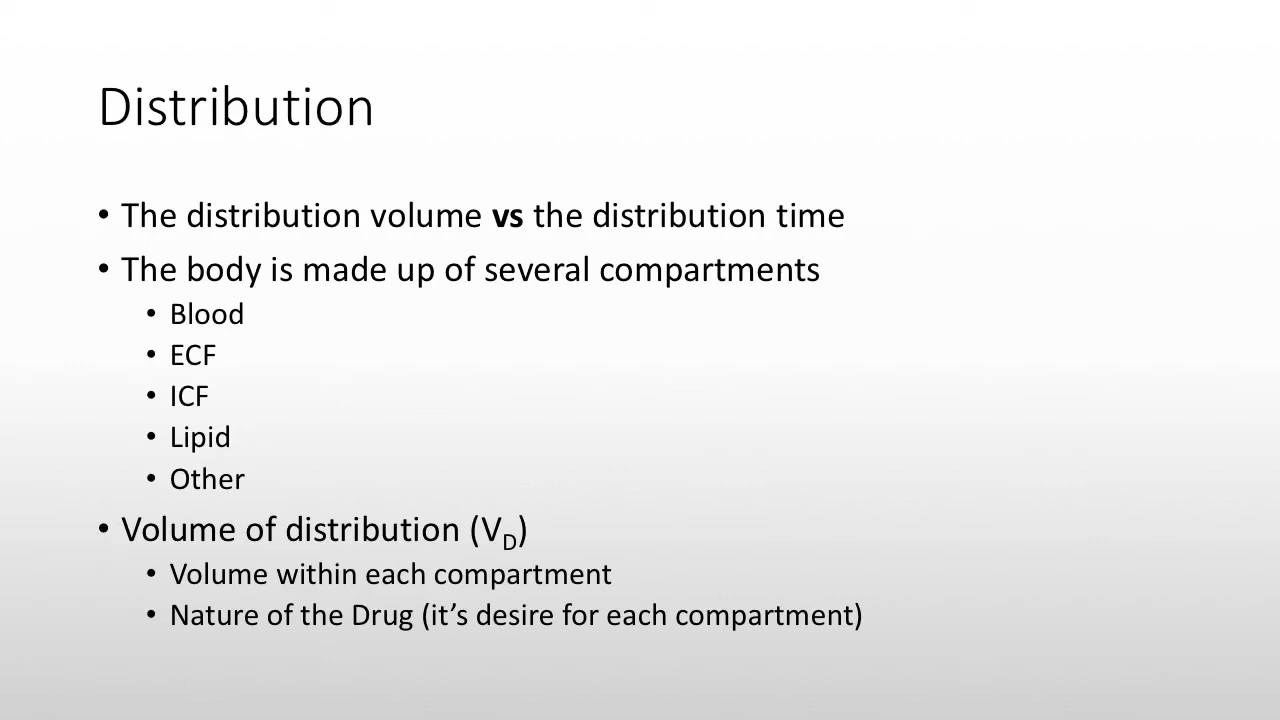 Distribution
• The distribution volume vs the distribution time
• The body is made up of several compartments
• Blood
• ECF
• ICF
• Lipid
• Other
• Volume of distribution (VD)
• Volume within each compartment
• Nature of the Drug (it’s desire for each compartment)